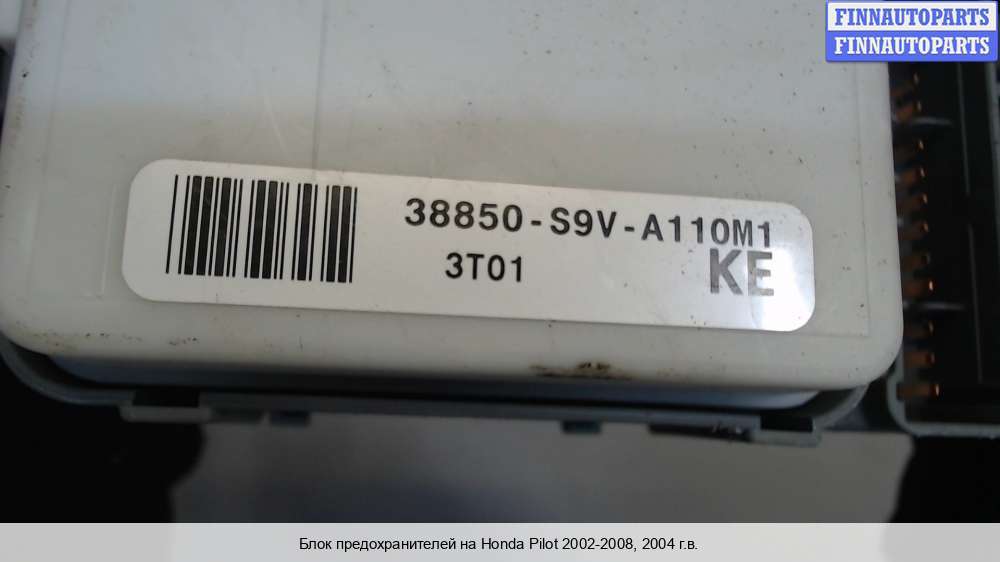 FINNAUTOPARTS
FINNAUTOPARTS
38850-S9V-A110M1
3T01
KE
Блок предохранителей на Honda Pilot 2002-2008, 2004 г.в.